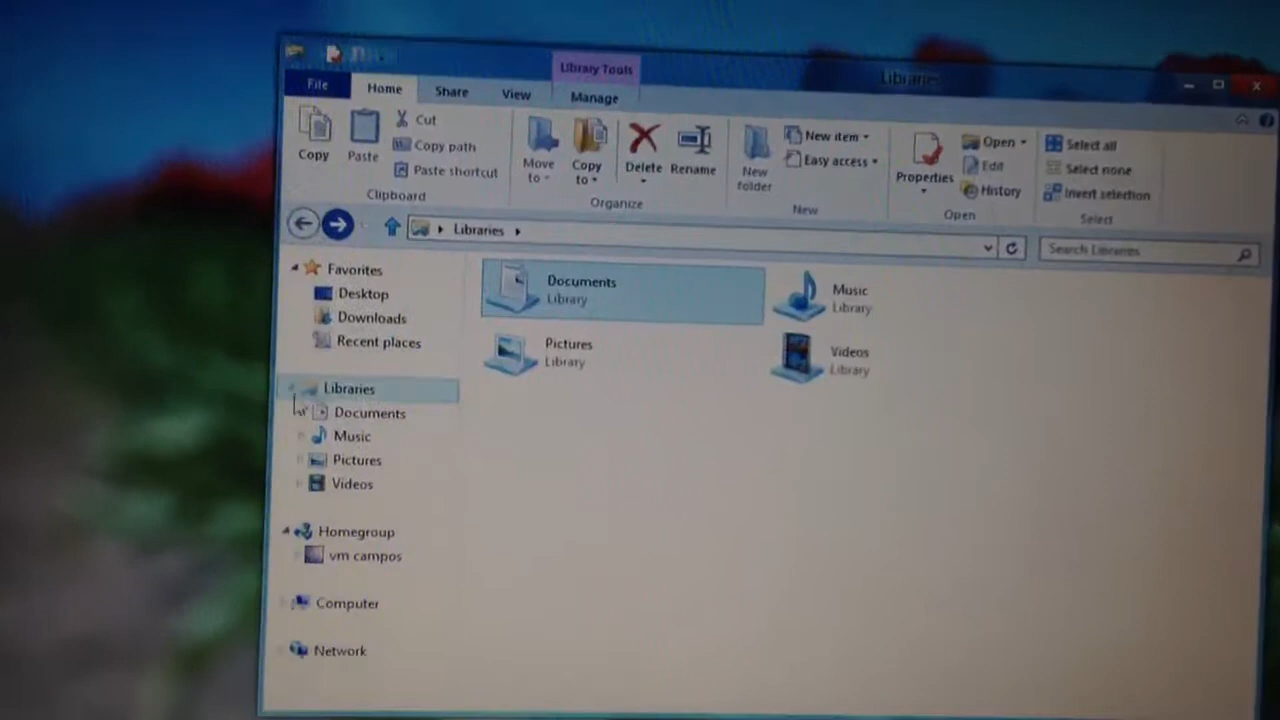 Library Tools
Libraries
File
Home
Share
View
Manage
Copy
Paste
Cut
Copy path
Paste shortcut
Clipboard
Move to
Copy to
Delete
Rename
Organize
New folder
New item
Easy access
New
Properties
Open
Edit
History
Open
Select all
Select none
Invert selection
Select
Libraries
Search Libraries
Favorites
Desktop
Downloads
Recent places
Libraries
Documents
Music
Pictures
Videos
Homegroup
vm campos
Computer
Network
Documents
Library
Music
Library
Pictures
Library
Videos
Library